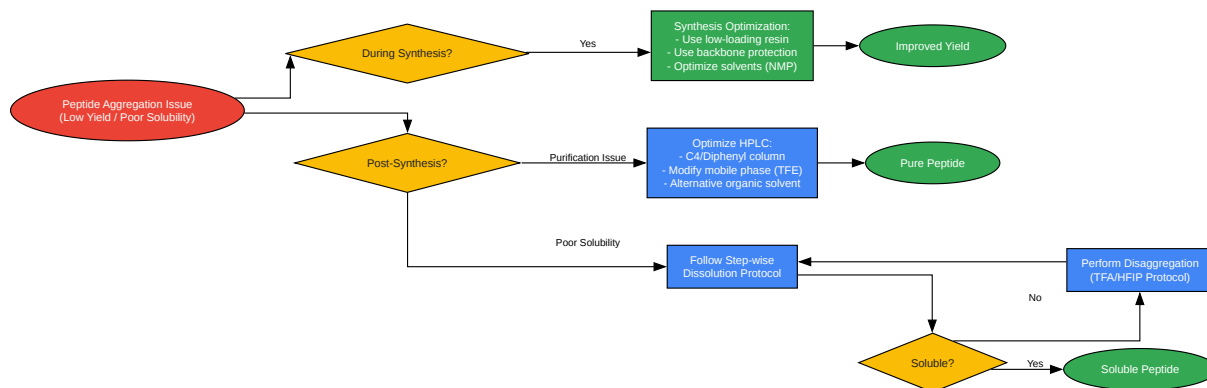 During Synthesis?
Yes
Synthesis Optimization:
- Use low-loading resin
- Use backbone protection
- Optimize solvents (NMP)
Improved Yield
Peptide Aggregation Issue
(Low Yield / Poor Solubility)
Post-Synthesis?
Purification Issue
Optimize HPLC:
- C4/Diphenyl column
- Modify mobile phase (TFE)
- Alternative organic solvent
Pure Peptide
Poor Solubility
Follow Step-wise
Dissolution Protocol
Perform Disaggregation
(TFA/HFIP Protocol)
No
Soluble?
Yes
Soluble Peptide